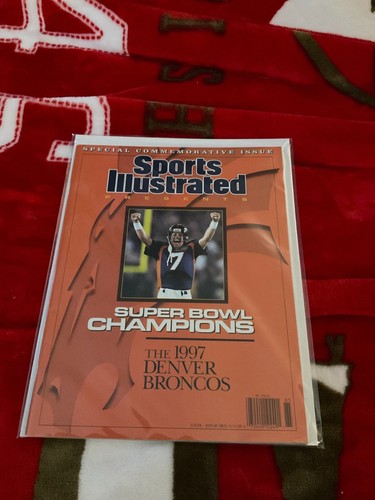 SPECIAL COMMEMORATIVE ISSUE
Sports
Illustrated
PRESENTS
7
SUPER BOWL
CHAMPIONS
THE 1997
DENVER
BRONCOS